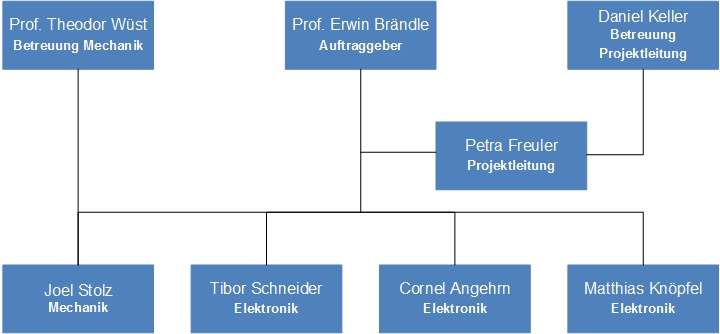 Prof. Theodor Wüst
Betreuung Mechanik
Prof. Erwin Brändle
Auftraggeber
Daniel Keller
Betreuung
Projektleitung
Petra Freuler
Projektleitung
Joel Stolz
Mechanik
Tibor Schneider
Elektronik
Cornel Angehrn
Elektronik
Matthias Knöpfel
Elektronik